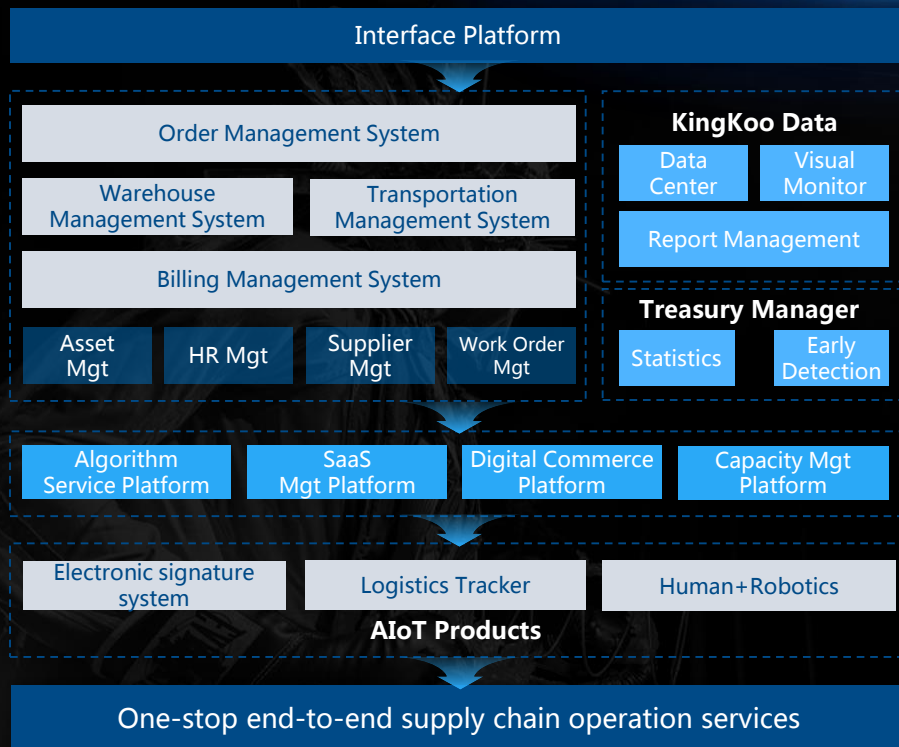 Interface Platform
Order Management System
Warehouse
Management System
Transportation
Management System
Billing Management System
Asset
Mgt
HR Mgt
Supplier
Mgt
Work Order
Mgt
KingKoo Data
Data
Center
Visual
Monitor
Report Management
Treasury Manager
Statistics
Early
Detection
Algorithm
Service Platform
SaaS
Mgt Platform
Digital Commerce
Platform
Capacity Mgt
Platform
Electronic signature
system
Logistics Tracker
Human+Robotics
AIoT Products
One-stop end-to-end supply chain operation services